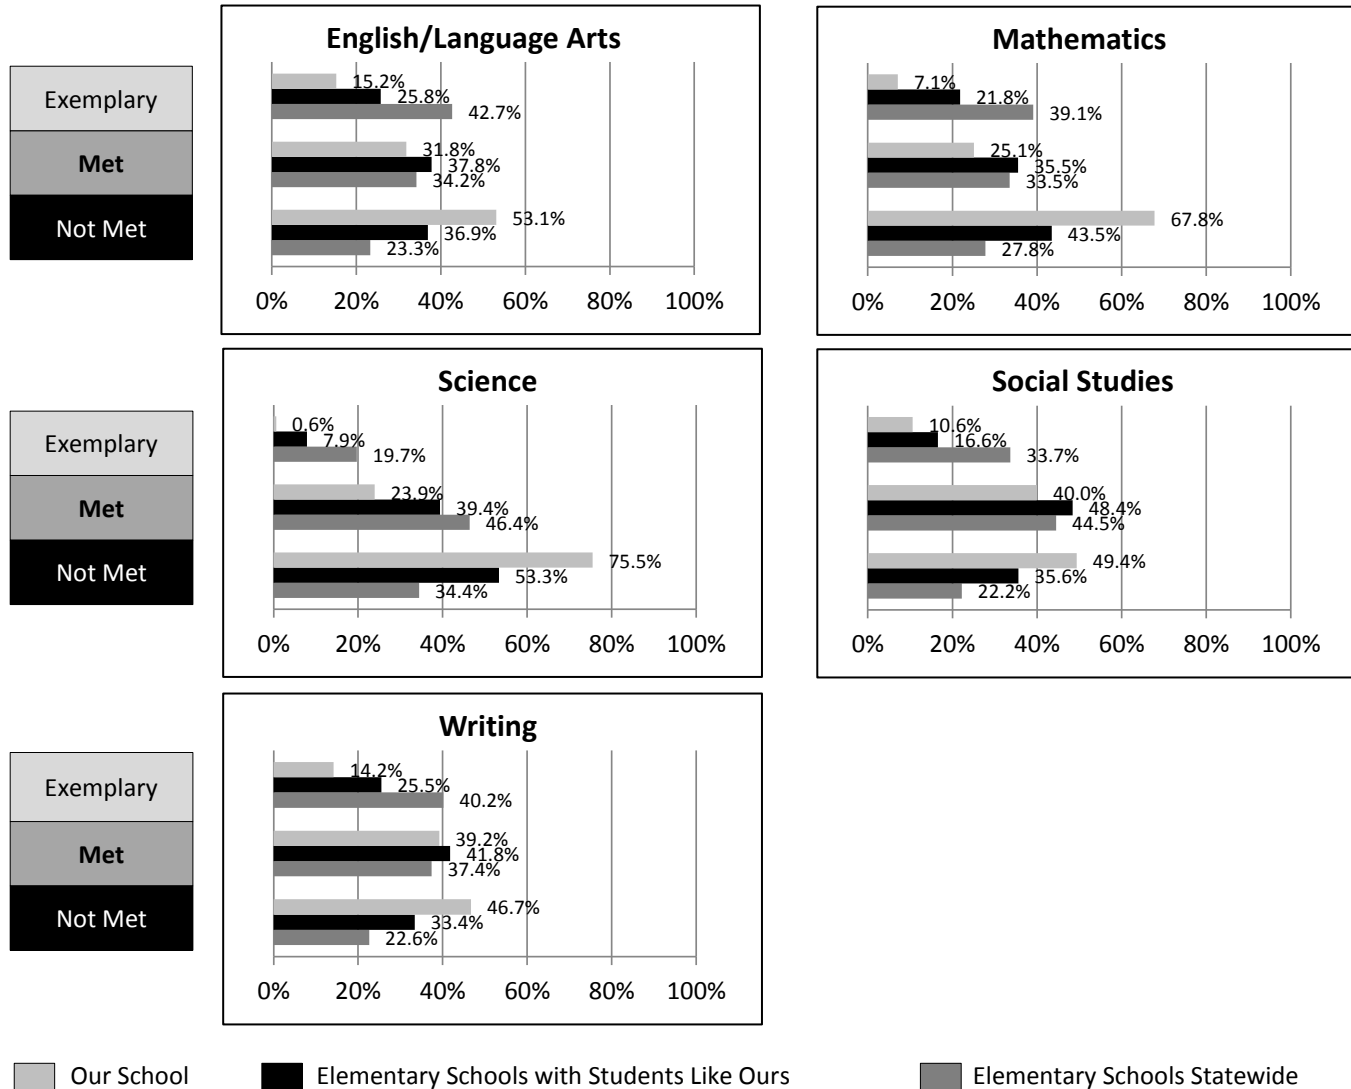 English/Language Arts
Exemplary
Met
Not Met
15.2%
25.8%
42.7%
31.8%
37.8%
34.2%
53.1%
36.9%
23.3%
0% 20% 40% 60% 80% 100%
Mathematics
7.1%
21.8%
39.1%
25.1%
35.5%
33.5%
67.8%
43.5%
27.8%
0% 20% 40% 60% 80% 100%
Science
Exemplary
Met
Not Met
0.6%
7.9%
19.7%
23.9%
39.4%
46.4%
75.5%
53.3%
34.4%
0% 20% 40% 60% 80% 100%
Social Studies
10.6%
16.6%
33.7%
40.0%
48.4%
44.5%
49.4%
35.6%
22.2%
0% 20% 40% 60% 80% 100%
Writing
Exemplary
Met
Not Met
14.2%
25.5%
40.2%
39.2%
41.8%
37.4%
46.7%
33.4%
22.6%
0% 20% 40% 60% 80% 100%
Our School Elementary Schools with Students Like Ours Elementary Schools Statewide